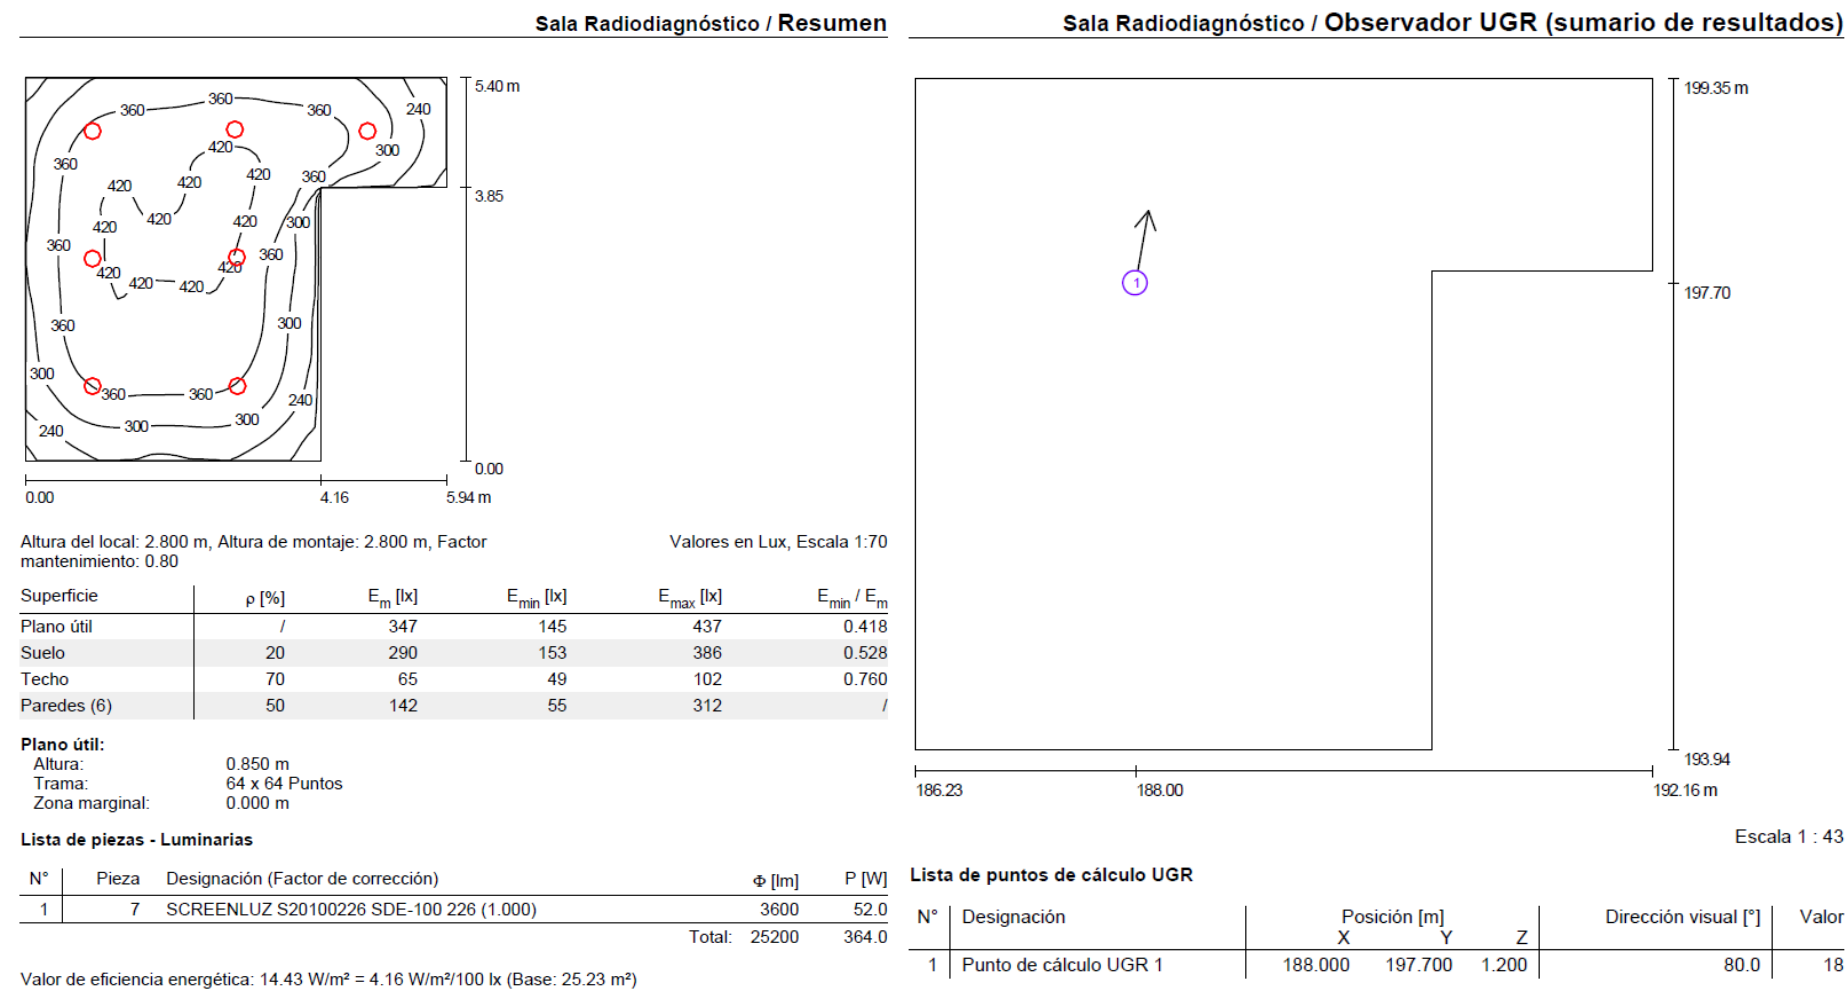 Sala Radiodiagnóstico / Resumen
5.40 m
360
360
360
240
420
300
360
420
360
420
420
420
420
420
300
360
360
420
420
420
420
3.85
360
300
300
360
360
240
240
300
300
0.00
0.00
4.16
5.94 m
Altura del local: 2.800 m, Altura de montaje: 2.800 m, Factor
mantenimiento: 0.80
Valores en Lux, Escala 1:70
Superficie ρ [%] Em [lx] Emin [lx] Emax [lx] Emin / Em
Plano útil / 347 145 437 0.418
Suelo 20 290 153 386 0.528
Techo 70 65 49 102 0.760
Paredes (6) 50 142 55 312 /
Plano útil:
Altura: 0.850 m
Trama: 64 x 64 Puntos
Zona marginal: 0.000 m
Lista de piezas - Luminarias
N° Pieza Designación (Factor de corrección) Φ [lm] P [W]
1 7 SCREENLUZ S20100226 SDE-100 226 (1.000) 3600 52.0
Total: 25200 364.0
Valor de eficiencia energética: 14.43 W/m² = 4.16 W/m²/100 lx (Base: 25.23 m²)
Sala Radiodiagnóstico / Observador UGR (sumario de resultados)
199.35 m
1
197.70
193.94
186.23
188.00
192.16 m
Escala 1 : 43
Lista de puntos de cálculo UGR
N° Designación Posición [m] Dirección visual [°] Valor
X Y Z
1 Punto de cálculo UGR 1 188.000 197.700 1.200 80.0 18